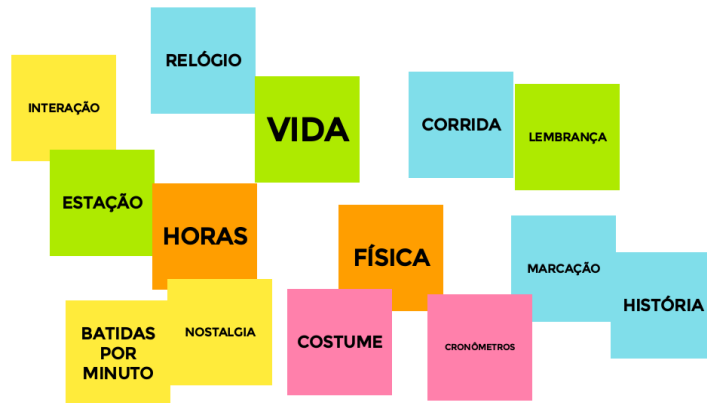 RELÓGIO
INTERAÇÃO
VIDA
CORRIDA
LEMBRANÇA
ESTAÇÃO
HORAS
FÍSICA
MARCAÇÃO
HISTÓRIA
BATIDAS
POR
MINUTO
NOSTALGIA
COSTUME
CRONÔMETROS